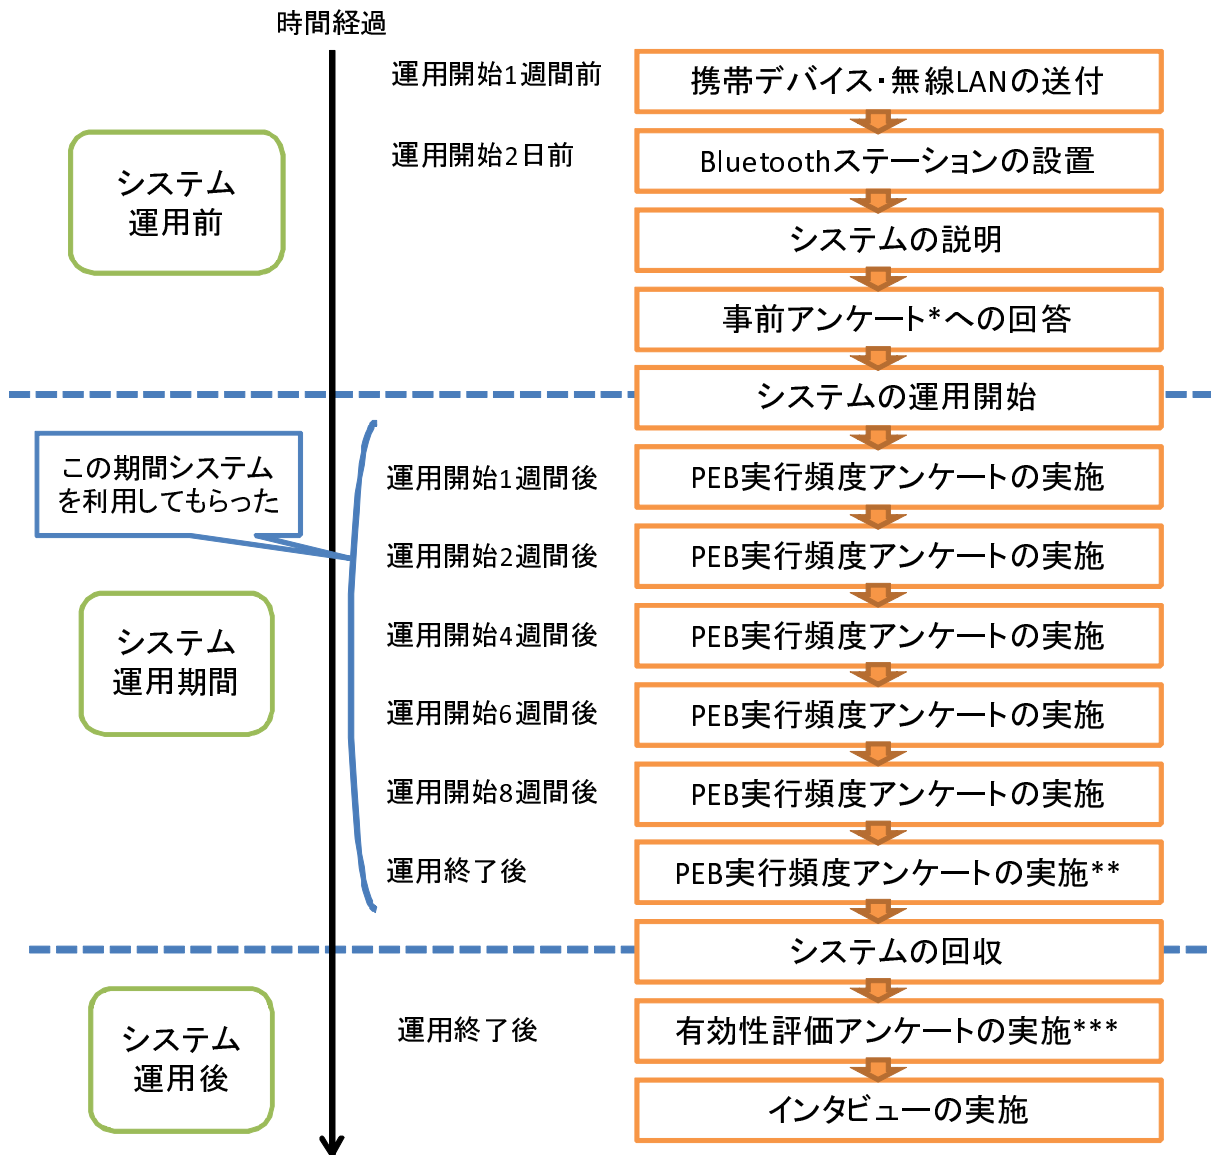 時間経過
運用開始1週間前
携帯デバイス・無線LANの送付
運用開始2日前
Bluetoothステーションの設置
システム
運用前
システムの説明
事前アンケート*への回答
システムの運用開始
この期間システム
を利用してもらった
運用開始1週間後
PEB実行頻度アンケートの実施
運用開始2週間後
PEB実行頻度アンケートの実施
システム
運用期間
運用開始4週間後
PEB実行頻度アンケートの実施
運用開始6週間後
PEB実行頻度アンケートの実施
運用開始8週間後
PEB実行頻度アンケートの実施
運用終了後
PEB実行頻度アンケートの実施**
システムの回収
システム
運用後
運用終了後
有効性評価アンケートの実施***
インタビューの実施